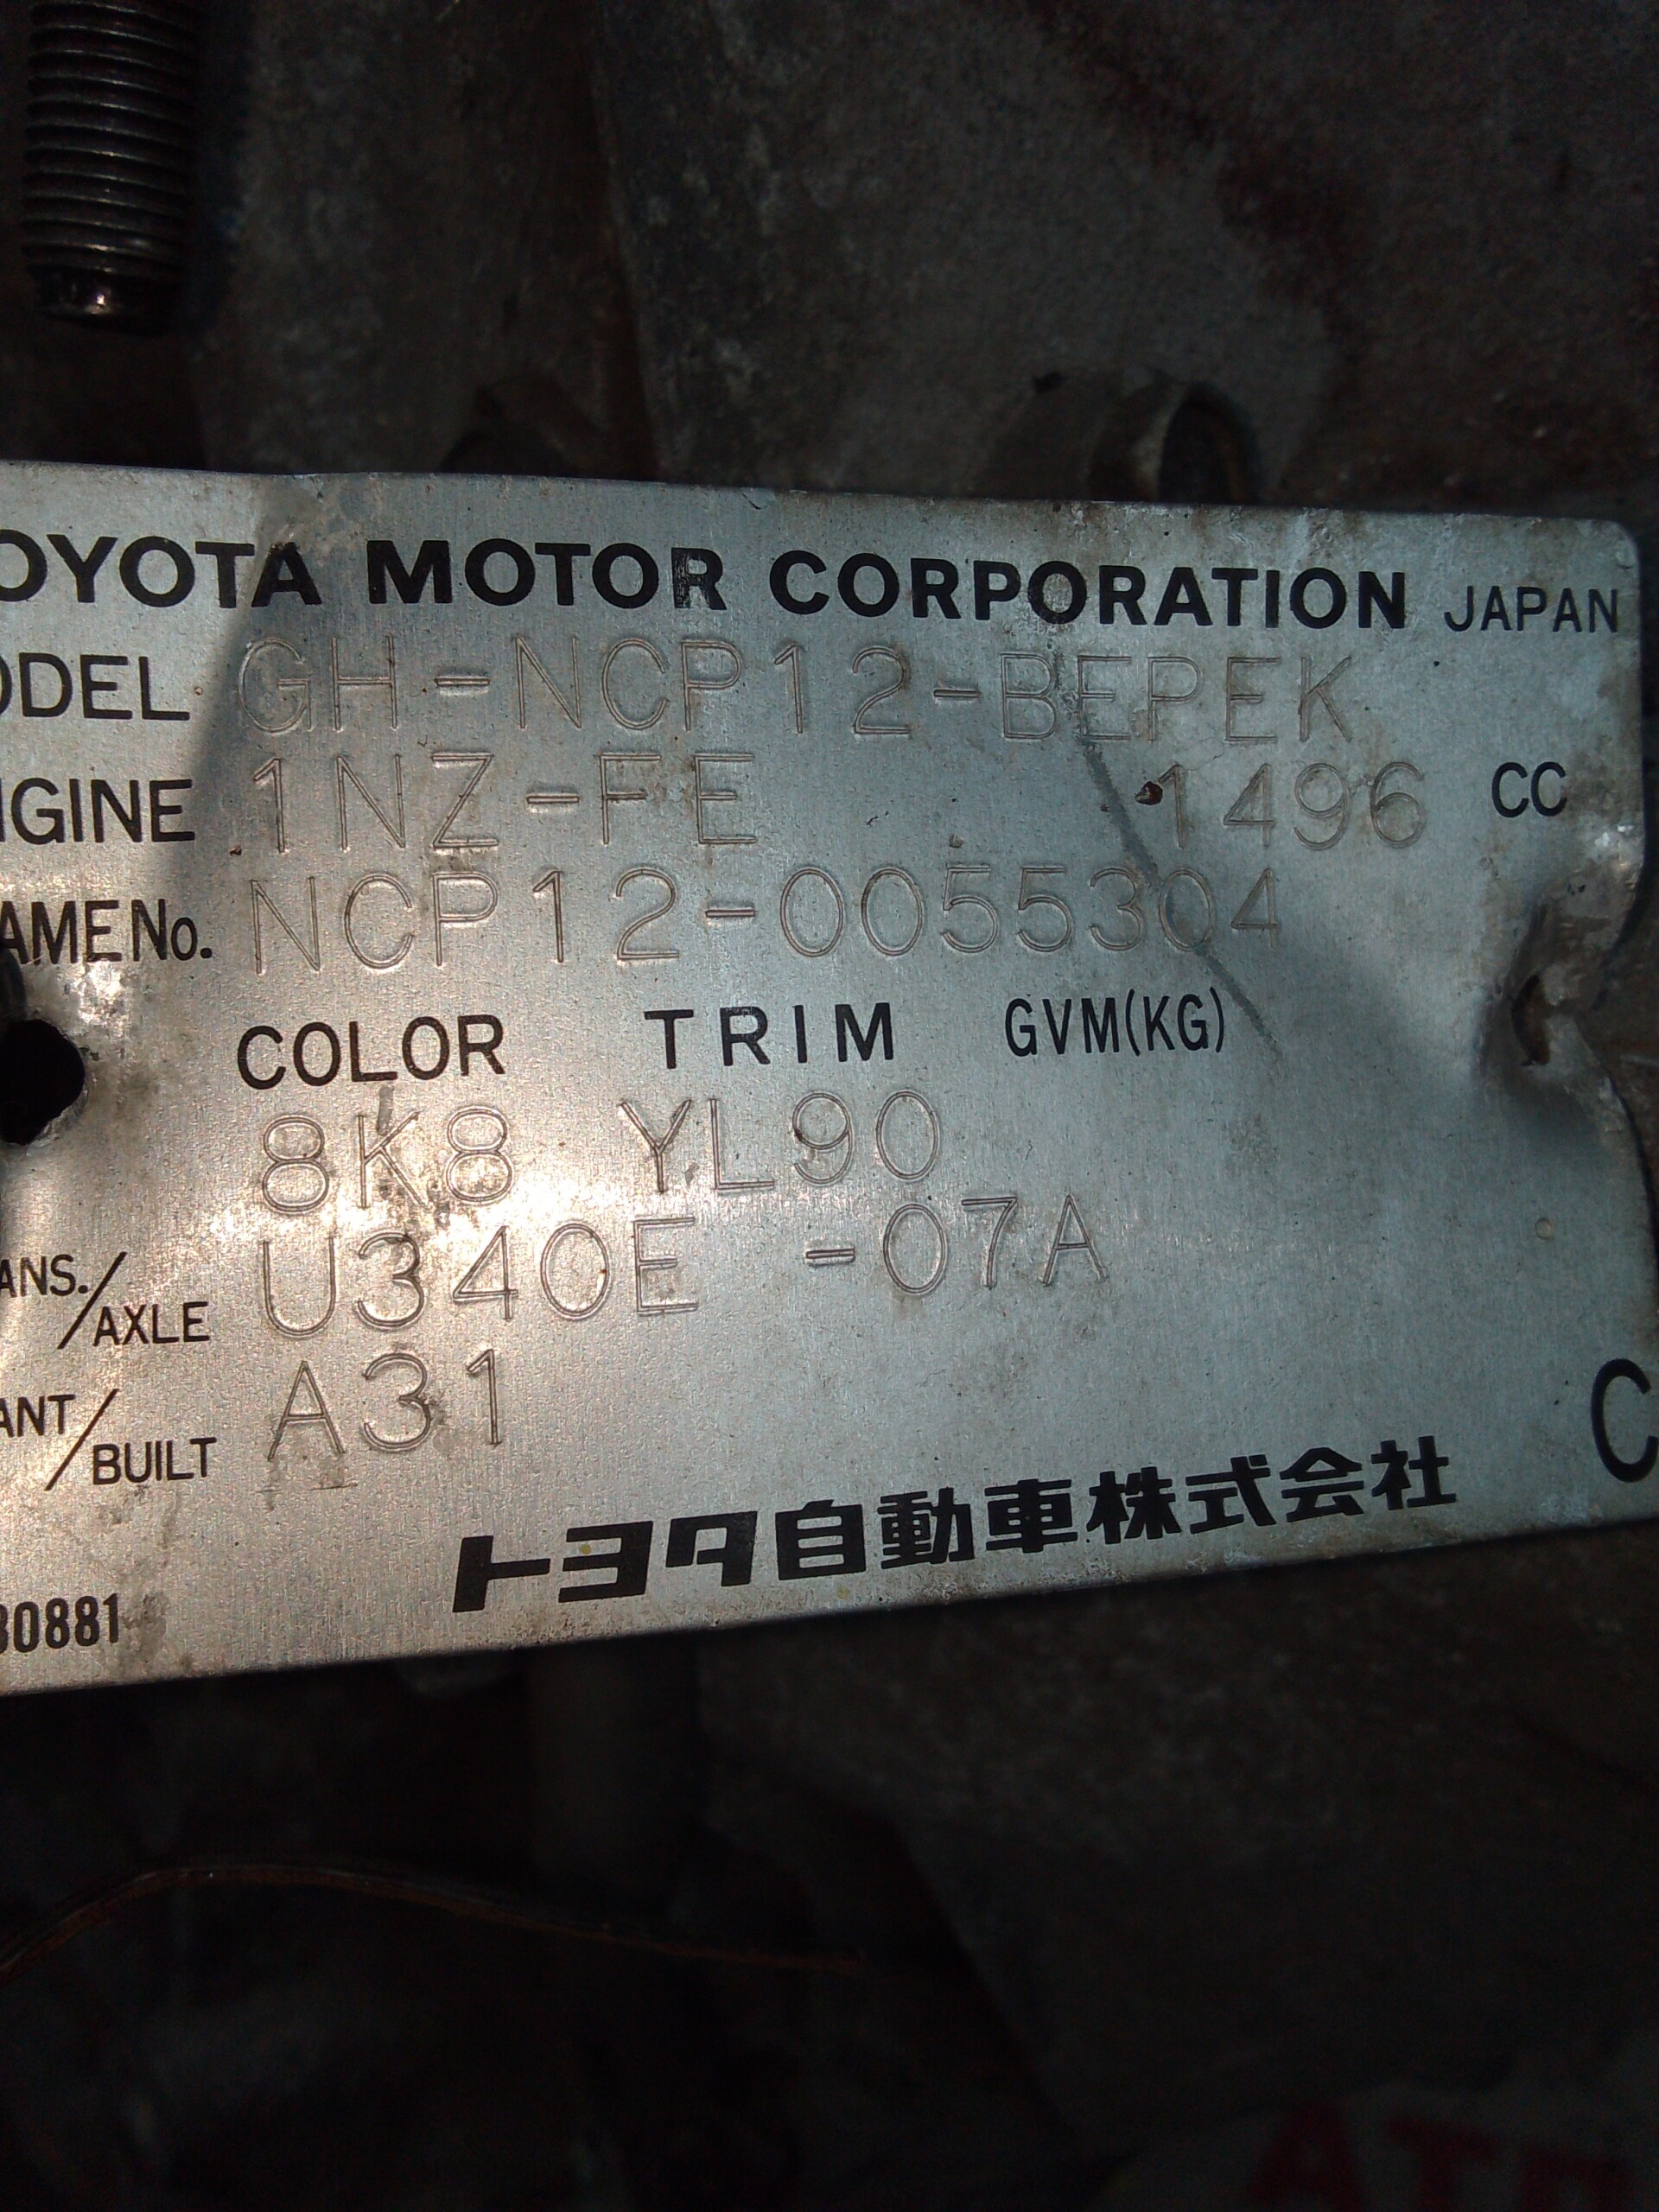 OYOTA MOTOR CORPORATION JAPAN
ODEL GH-NCP12-BEPEK
NGINE 1NZ-FE 1496 CC
AME No. NCP12-0055304
COLOR TRIM GVM(KG)
8K8 YL90
ANS./AXLE U340E -07A
ANT/BUILT A31
C
トヨタ自動車株式会社
30881